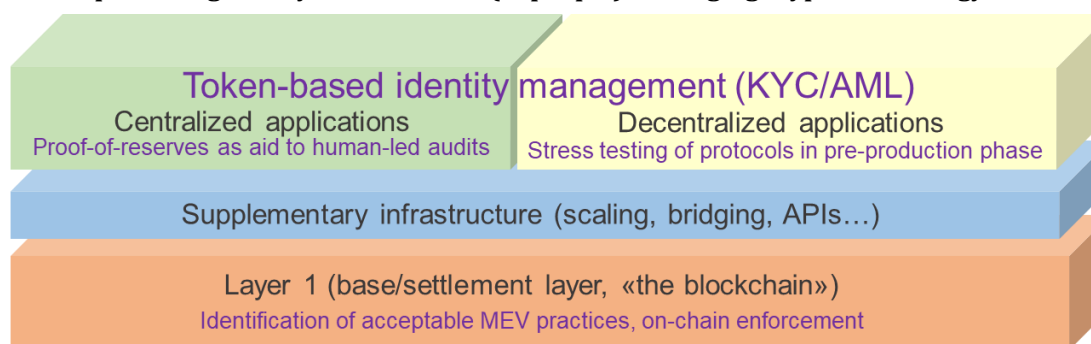 Token-based identity management (KYC/AML)
Centralized applications
Decentralized applications
Proof-of-reserves as aid to human-led audits
Stress testing of protocols in pre-production phase
Supplementary infrastructure (scaling, bridging, APIs…)
Layer 1 (base/settlement layer, «the blockchain»)
Identification of acceptable MEV practices, on-chain enforcement